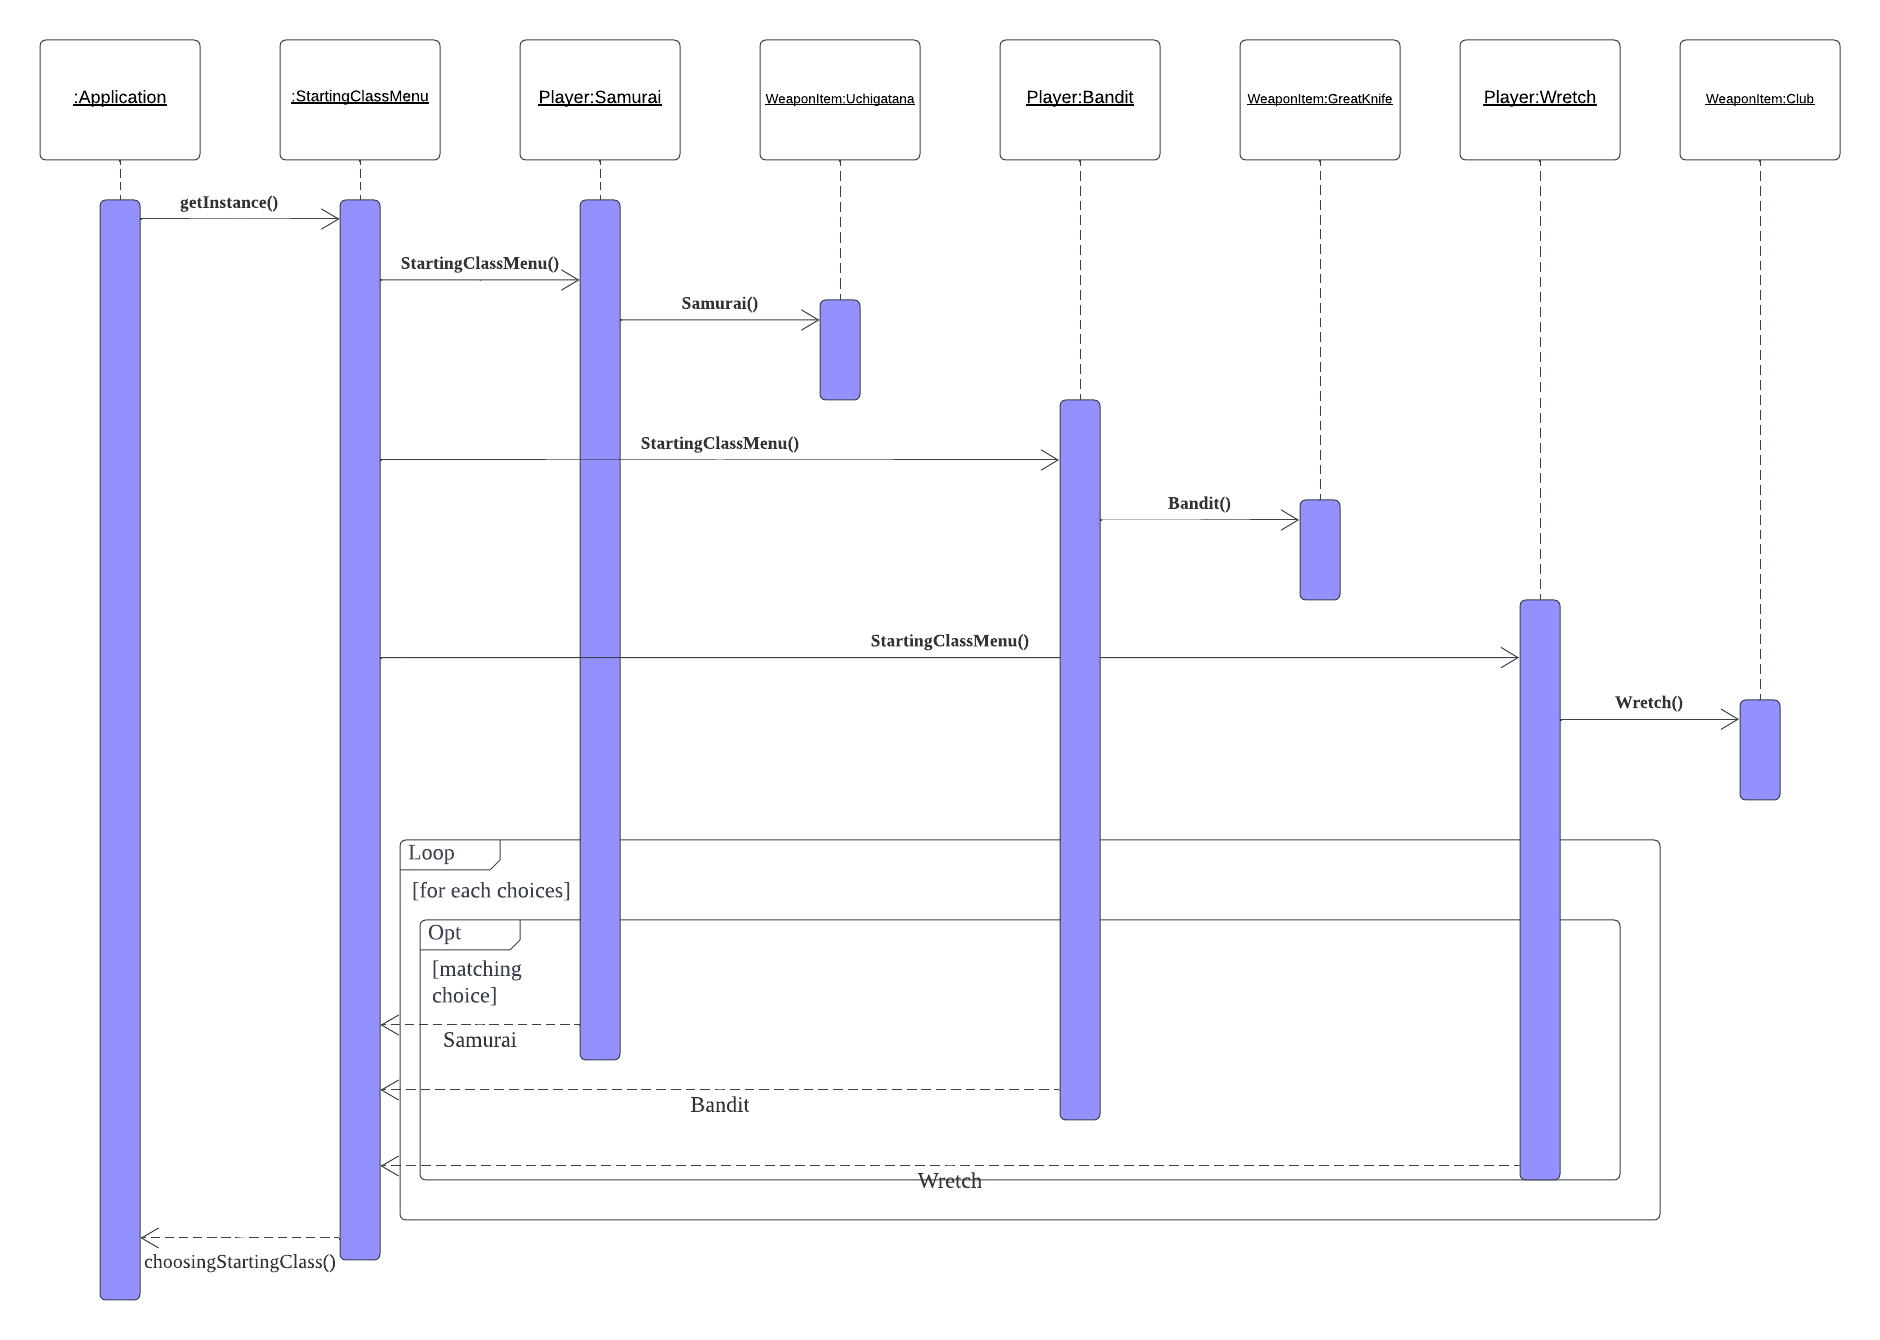 :Application
:StartingClassMenu
Player:Samurai
WeaponItem:Uchigatana
Player:Bandit
WeaponItem:GreatKnife
Player:Wretch
WeaponItem:Club
getInstance()
StartingClassMenu()
Samurai()
StartingClassMenu()
Bandit()
StartingClassMenu()
Wretch()
Loop
[for each choices]
Opt
[matching
choice]
Samurai
Bandit
Wretch
choosingStartingClass()